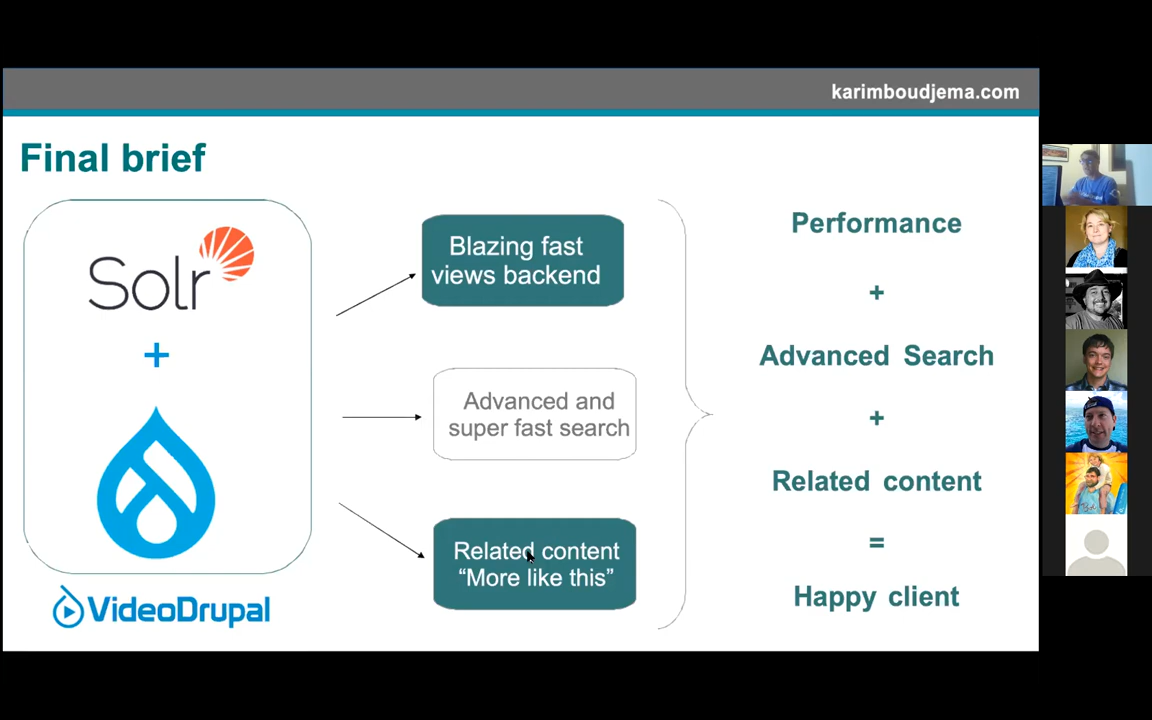 karimboudjema.com
Final brief
Solr
+
VideoDrupal
Blazing fast
views backend
Advanced and
super fast search
Related content
“More like this”
Performance
+
Advanced Search
+
Related content
=
Happy client